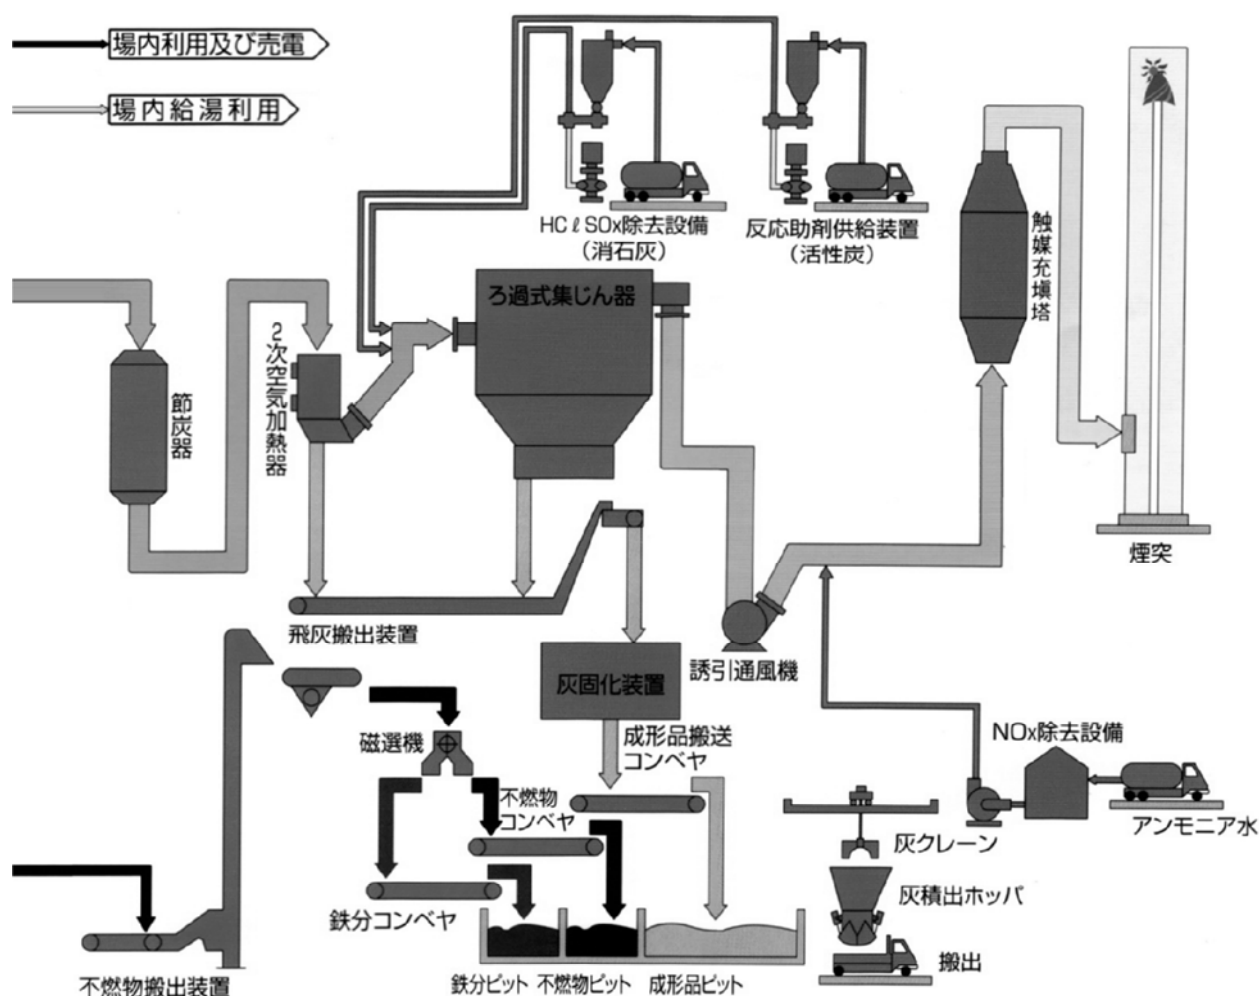 場内利用及び売電
場内給湯利用
HCℓSOx除去設備
（消石灰）
反応助剤供給装置
（活性炭）
触媒充塡塔
ろ過式集じん器
2次空気加熱器
節炭器
煙突
飛灰搬出装置
誘引通風機
灰固化装置
NOx除去設備
磁選機
成形品搬送
コンベヤ
不燃物
コンベヤ
アンモニア水
灰クレーン
灰積出ホッパ
鉄分コンベヤ
搬出
不燃物搬出装置
鉄分ピット
不燃物ピット
成形品ピット